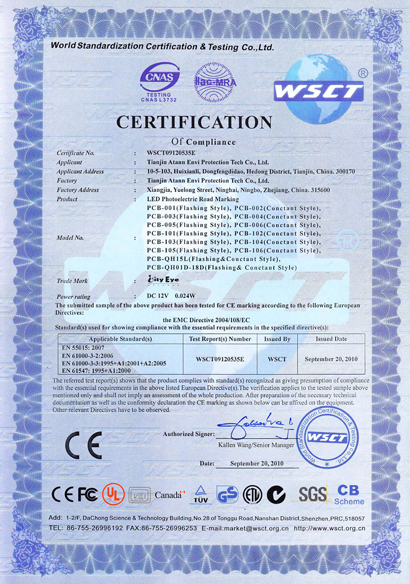 World Standardization Certification & Testing Co.,Ltd.
CNAS
TESTING
CNAS L3732
ilac-MRA
WSCT
®
CERTIFICATION
Of Compliance
Certificate No. : WSCT09120535E
Applicant : Tianjin Atann Envi Protection Tech Co., Ltd.
Applicant Address : 10-5-103, Huixianli, Dongfengdidao, Hedong District, Tianjin, China, 300170
Factory : Tianjin Atann Envi Protection Tech Co., Ltd.
Factory Address : Xiangjia, Yuelong Street, Ninghai, Ningbo, Zhejiang, China. 315600
Product : LED Photoelectric Road Marking
PCB-001(Flashing Style), PCB-002(Conctant Style),
PCB-003(Flashing Style), PCB-004(Conctant Style),
PCB-005(Flashing Style), PCB-006(Conctant Style),
PCB-101(Flashing Style), PCB-102(Conctant Style),
Model No. : PCB-103(Flashing Style), PCB-104(Conctant Style),
PCB-105(Flashing Style), PCB-106(Conctant Style),
PCB-QH15L(Flashing&Conctant Style),
PCB-QH01D-18D(Flashing& Conctant Style)
Trade Mark : City Eye
Power rating : DC 12V 0.024W
The submitted sample of the above product has been tested for CE marking according to the following European
Directives:
the EMC Directive 2004/108/EC
Standard(s) used for showing compliance with the essential requirements in the specified directive(s):
Applicable Standard(s) Test Report(s) Number Issued By Issued Date
EN 55015: 2007
EN 61000-3-2:2006
EN 61000-3-3:1995+A1:2001+A2:2005
EN 61547: 1995+A1:2000
WSCT09120535E WSCT September 20, 2010
The referred test report(s) shows that the product complies with standard(s) recognized as giving presumption of compliance
with the essential requirements in the above listed European Directive(s).The verification applies to the tested sample above
mentioned only and shall not imply an assessment of the whole production. After preparation of the necessary technical
documentation as well as the conformity declaration the CE marking as shown below can be affixed on the equipment.
Other relevant Directives have to be observed.
CE
Authorized Signer:
Kallen Wang/Senior Manager
WSCT
Date: September 20, 2010
CE FC UL Canada TÜV GS SGS CB Scheme
Add: 1-2/F, DaChong Science & Technology Building,No.28 of Tonggu Road,Nanshan District,Shenzhen,PRC,518057
TEL: 86-755-26996192 FAX:86-755-26996253 E-mail:market@wsct.org.cn http://www.wsct.org.cn